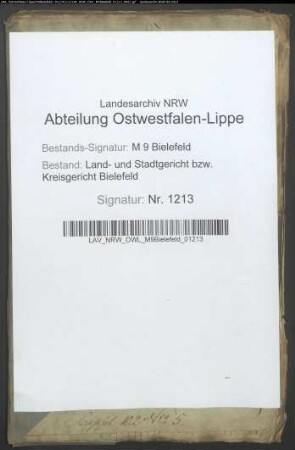 Landesarchiv NRW
Abteilung Ostwestfalen-Lippe
Bestands-Signatur: M 9 Bielefeld
Bestand: Land- und Stadtgericht bzw.
Kreisgericht Bielefeld
Signatur: Nr. 1213
LAV_NRW_OWL_M9Bielefeld_01213